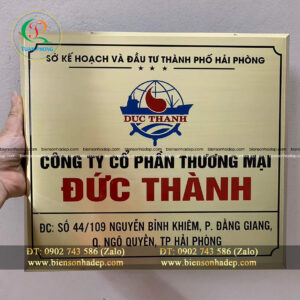 TUẤN PHONG
SỞ KẾ HOẠCH VÀ ĐẦU TƯ THÀNH PHỐ HẢI PHÒNG
DUC THANH
www.biensonhadep.com
CÔNG TY CỔ PHẦN THƯƠNG MẠI
ĐỨC THÀNH
ĐC: SỐ 44/109 NGUYỄN BỈNH KHIÊM, P. ĐẰNG GIANG,
Q. NGÔ QUYỀN, TP HẢI PHÒNG
ĐT: 0902 743 586 (Zalo) ĐT: 0902 743 586 (Zalo)
@ www.biensonhadep.com @